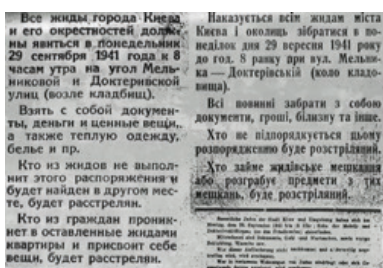 Все жиды города Киева
и его окрестностей долж-
ны явиться в понедельник
29 сентября 1941 года к 8
часам утра на угол Мель-
никовой и Доктеривской
улиц (возле кладбищ).
Взять с собой докумен-
ты, деньги и ценные вещи,
а также теплую одежду,
белье и пр.
Кто из жидов не выпол-
нит этого распоряжения и
будет найден в другом мес-
те, будет расстрелян.
Кто из граждан проник-
нет в оставленные жидами
квартиры и присвоит себе
вещи, будет расстрелян.
Наказується всім жидам міста
Києва і околиць зібратися в по-
неділок дня 29 вересня 1941 року
до год. 8 ранку при вул. Мельни-
ка — Доктерівській (коло кладо-
вища).
Всі повинні забрати з собою
документи, гроші, білизну та інше.
Хто не підпорядкується цьому
розпорядженню буде розстріляний.
Хто займе жидівське мешкання
або розграбує предмети з тих
мешкань, буде розстріляний.